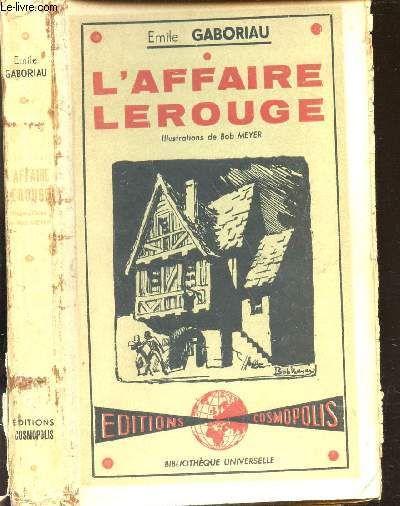 Le-livre.com
Emile
GABORIAU
AFFAIRE
LEROUGE
EDITIONS
COSMOPOLIS
Emile GABORIAU
L'AFFAIRE
LEROUGE
Illustrations de Bob MEYER
Bob Meyer
EDITIONS COSMOPOLIS
BIBLIOTHÈQUE UNIVERSELLE